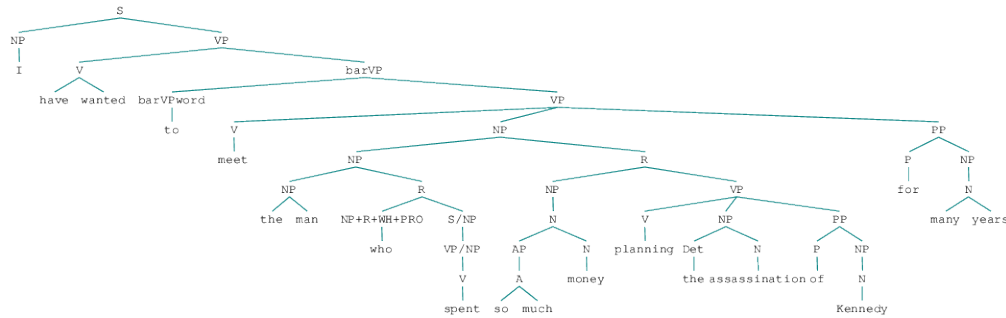 S
NP VP
I V barVP
have wanted barVPword VP
to V NP PP
meet NP R P NP
NP R NP VP for N
the man NP+R+WH+PRO S/NP N V NP PP many years
who VP/NP AP N planning Det N P NP
V A money the assassination of N
spent so much Kennedy